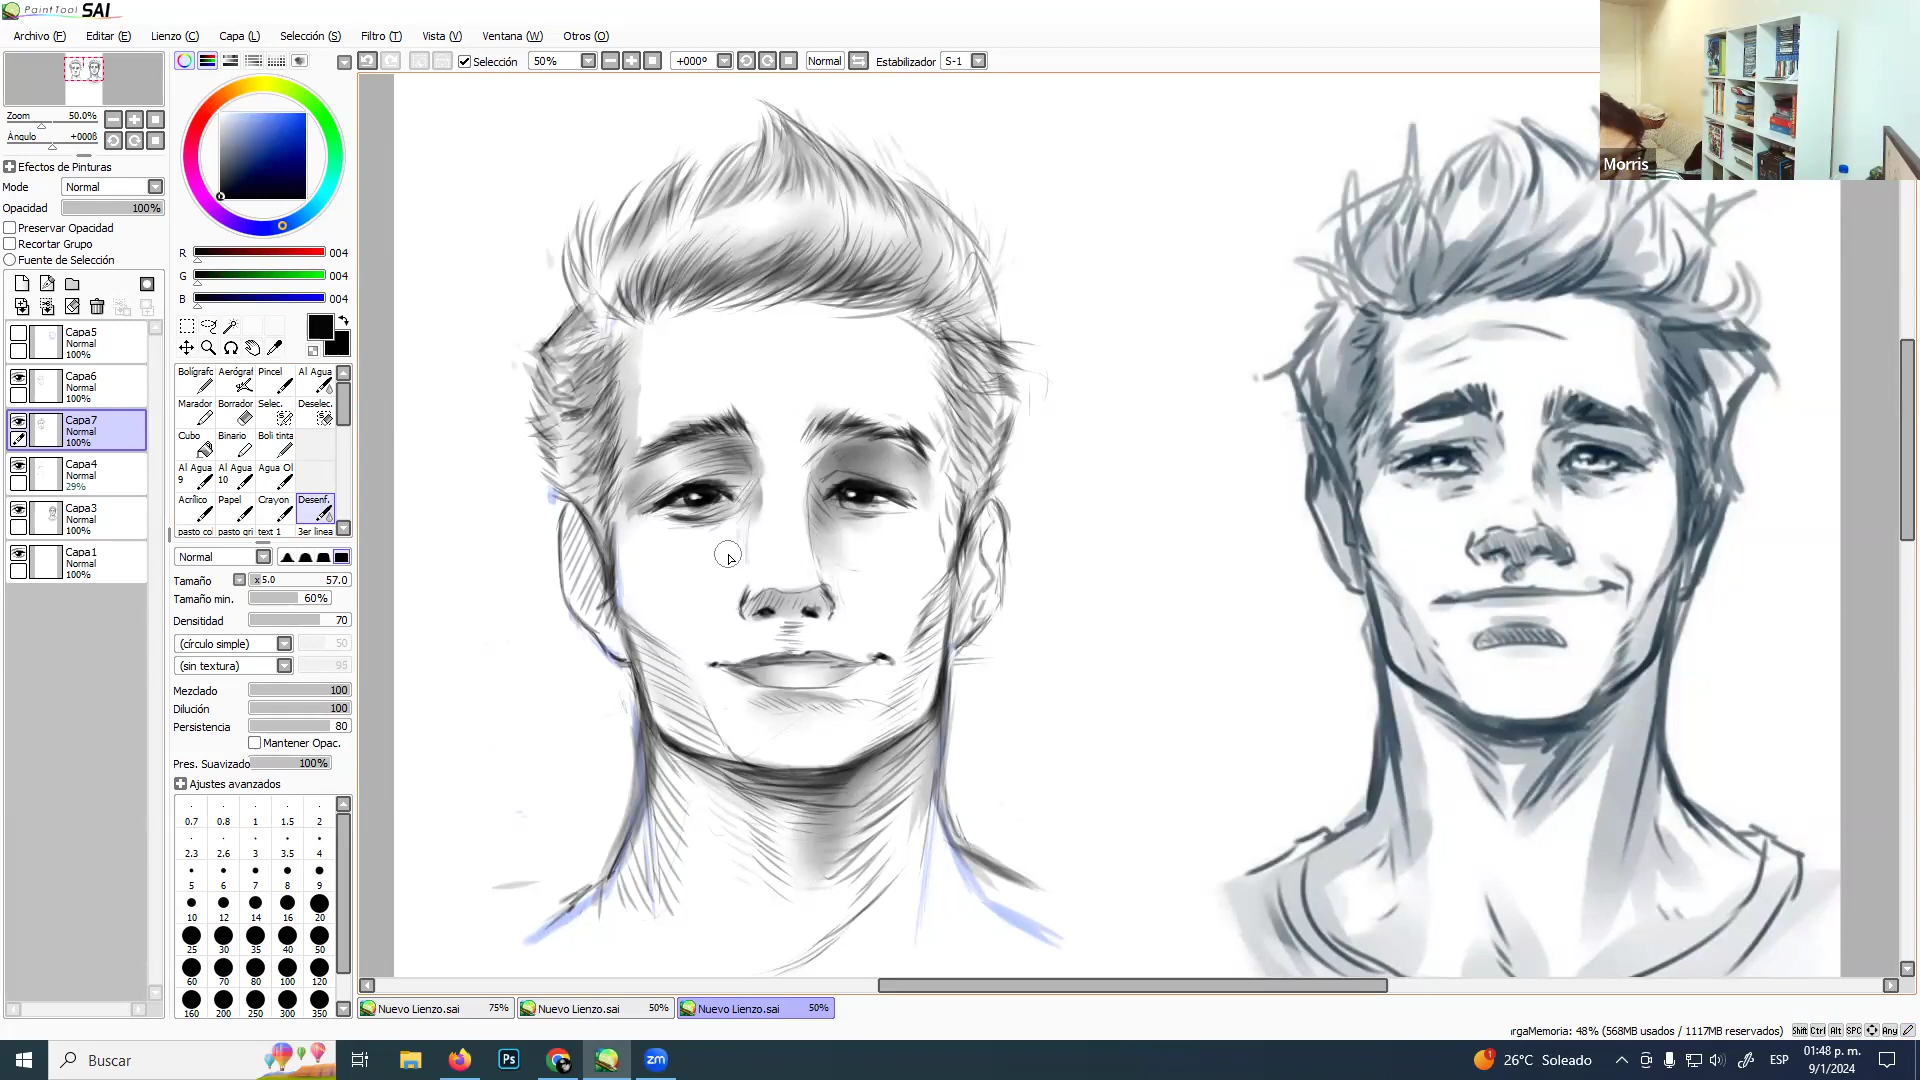 PaintTool SAI
Archivo (F) Editar (E) Lienzo (C) Capa (L) Selección (S) Filtro (T) Vista (V) Ventana (W) Otros (O)
Selección 50% +000º Normal Estabilizador S-1
Morris
Zoom 50.0%
Ángulo +000ß
Efectos de Pinturas
Mode Normal
Opacidad 100%
Preservar Opacidad
Recortar Grupo
Fuente de Selección
Capa5
Normal
100%
Capa6
Normal
100%
Capa7
Normal
100%
Capa4
Normal
29%
Capa3
Normal
100%
Capa1
Normal
100%
R 004
G 004
B 004
Bolígrafo Aerógraf Pincel Al Agua
Marador Borrador Selec. Deselec.
Cubo Binario Boli tinta
Al Agua 9 Al Agua 10 Agua Ol
Acrílico Papel Crayon Desenf.
pasto co pasto gri text 1 3er linea
Normal
Tamaño x5.0 57.0
Tamaño min. 60%
Densitidad 70
(círculo simple) 50
(sin textura) 95
Mezclado 100
Dilución 100
Persistencia 80
Mantener Opac.
Pres. Suavizado 100%
Ajustes avanzados
0.7 0.8 1 1.5 2
2.3 2.6 3 3.5 4
5 6 7 8 9
10 12 14 16 20
25 30 35 40 50
60 70 80 100 120
160 200 250 300 350
Nuevo Lienzo.sai 75% Nuevo Lienzo.sai 50% Nuevo Lienzo.sai 50%
rgaMemoria: 48% (568MB usados / 1117MB reservados) Shift Ctrl Alt SPC Any
Buscar Ps zm 1 26°C Soleado ESP 01:48 p. m.
9/1/2024